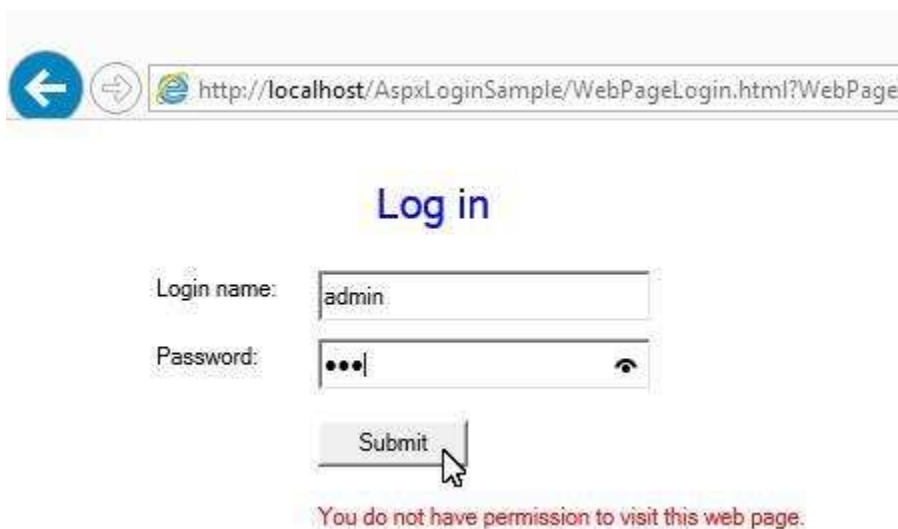 http://localhost/AspxLoginSample/WebPageLogin.html?WebPage
Log in
Login name: admin
Password: •••
Submit
You do not have permission to visit this web page.